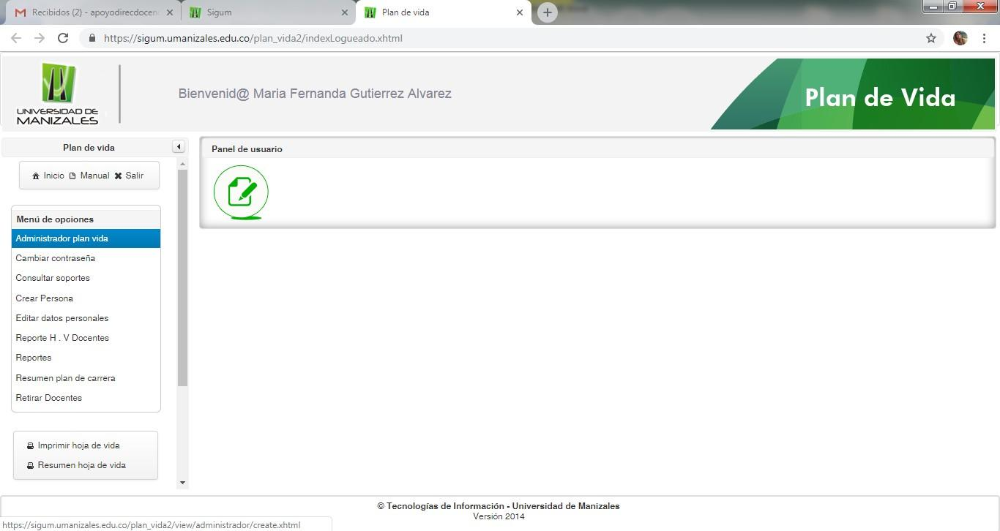 Recibidos (2) - apoyodirecdocen
Sigum
Plan de vida
https://sigum.umanizales.edu.co/plan_vida2/indexLogueado.xhtml
UNIVERSIDAD DE
MANIZALES
Bienvenid@ Maria Fernanda Gutierrez Alvarez
Plan de Vida
Plan de vida
Panel de usuario
Inicio Manual Salir
Menú de opciones
Administrador plan vida
Cambiar contraseña
Consultar soportes
Crear Persona
Editar datos personales
Reporte H . V Docentes
Reportes
Resumen plan de carrera
Retirar Docentes
Imprimir hoja de vida
Resumen hoja de vida
© Tecnologías de Información - Universidad de Manizales
Versión 2014
https://sigum.umanizales.edu.co/plan_vida2/view/administrador/create.xhtml